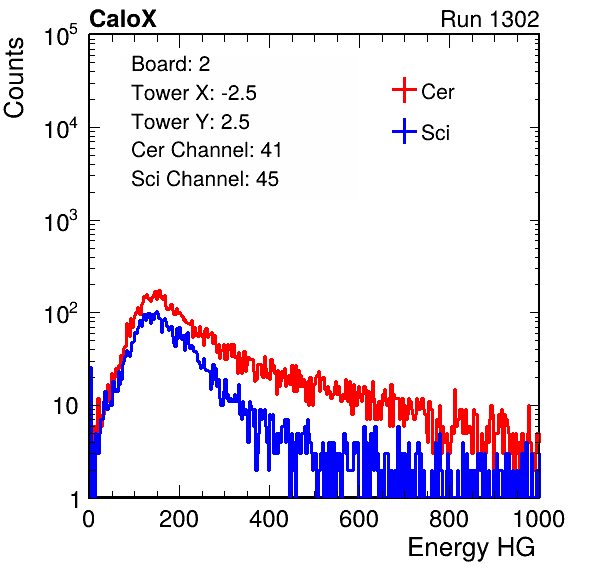 CaloX Run 1302
Counts
10^5
10^4
10^3
10^2
10
1
Board: 2
Tower X: -2.5
Tower Y: 2.5
Cer Channel: 41
Sci Channel: 45
Cer
Sci
0 200 400 600 800 1000
Energy HG